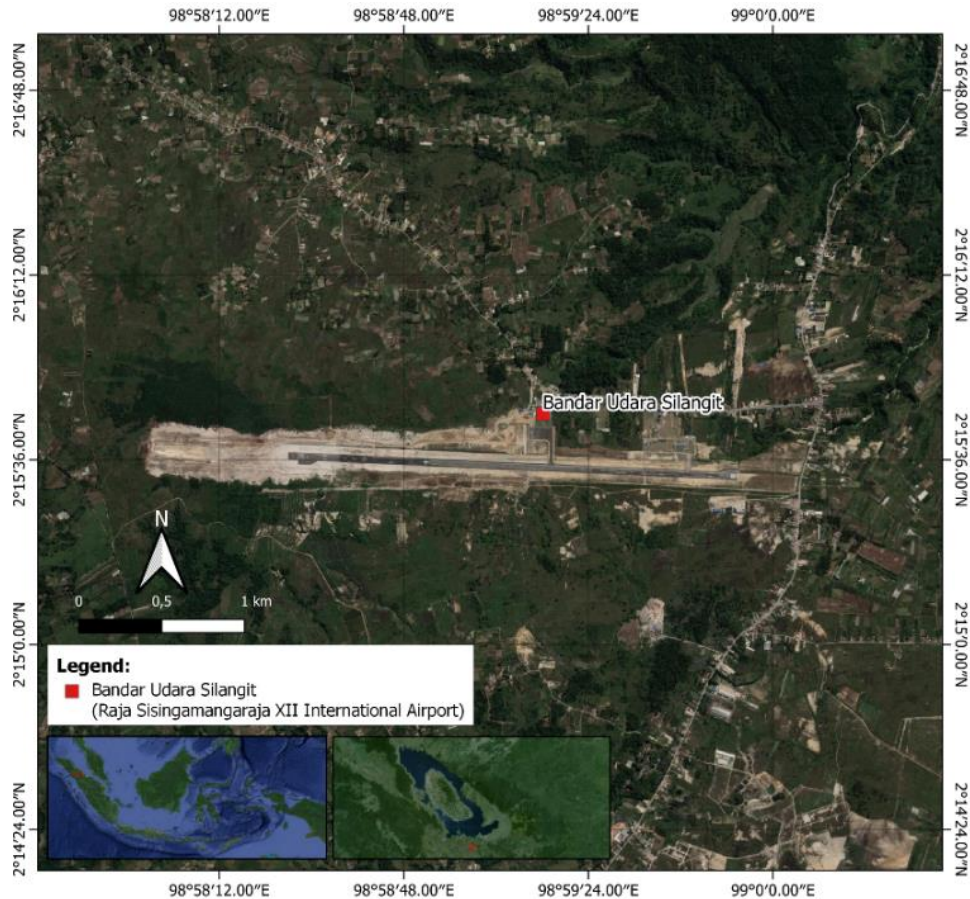 98°58′12.00″E 98°58′48.00″E 98°59′24.00″E 99°0′0.00″E
2°16′48.00″N 2°16′48.00″N
2°16′12.00″N 2°16′12.00″N
Bandar Udara Silangit
2°15′36.00″N 2°15′36.00″N
N
0 0,5 1 km
2°15′0.00″N 2°15′0.00″N
Legend:
Bandar Udara Silangit
(Raja Sisingamangaraja XII International Airport)
2°14′24.00″N 2°14′24.00″N
98°58′12.00″E 98°58′48.00″E 98°59′24.00″E 99°0′0.00″E